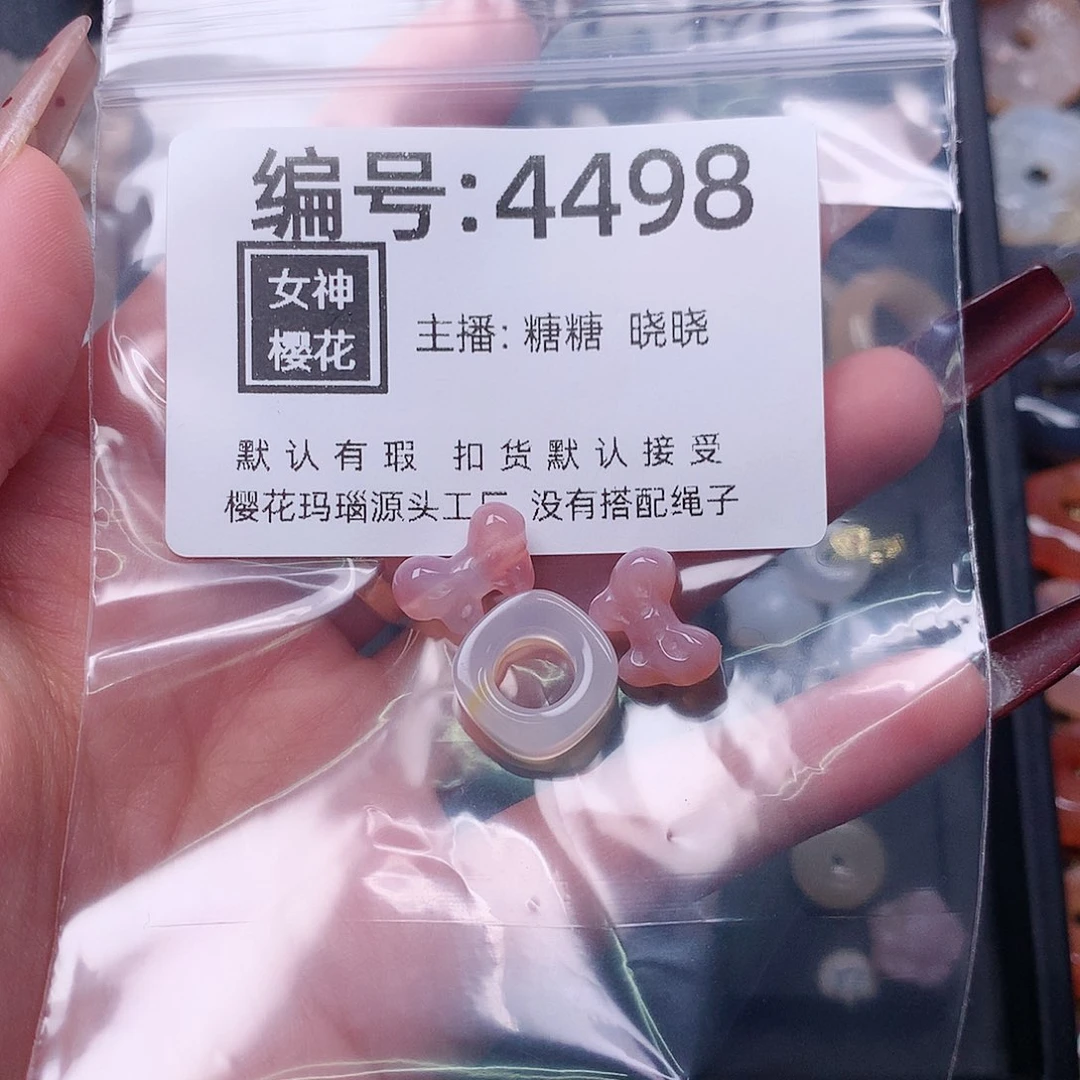 编号:4498
女神
樱花
主播: 糖糖 晓晓
默认有瑕 扣货默认接受
樱花玛瑙源头工厂 没有搭配绳子